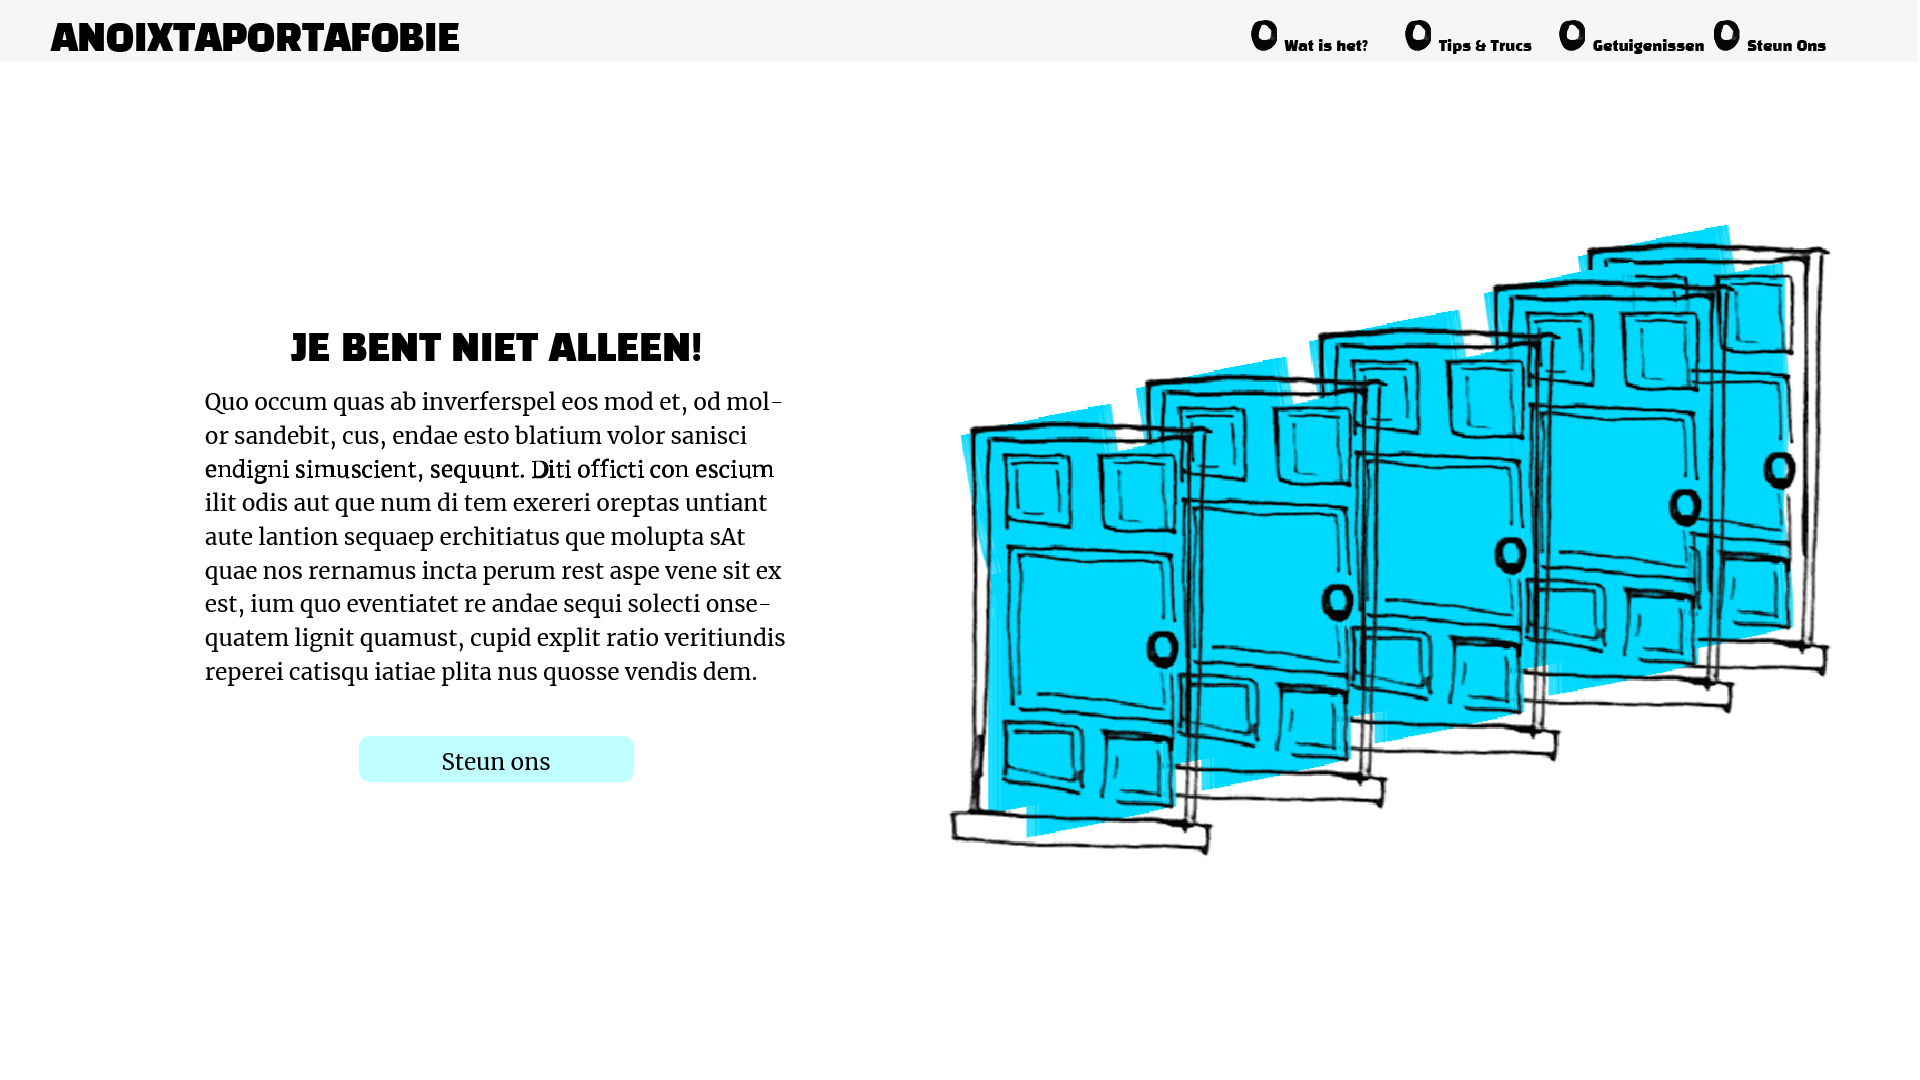 ANOIXTAPORTAFOBIE
Wat is het?
Tips & Trucs
Getuigenissen
Steun Ons
JE BENT NIET ALLEEN!
Quo occum quas ab inverferspel eos mod et, od mol-
or sandebit, cus, endae esto blatium volor sanisci
endigni simuscient, sequunt. Diti officti con escium
ilit odis aut que num di tem exereri oreptas untiant
aute lantion sequaep erchitiatus que molupta sAt
quae nos rernamus incta perum rest aspe vene sit ex
est, ium quo eventiatet re andae sequi solecti onse-
quatem lignit quamust, cupid explit ratio veritiundis
reperei catisqu iatiae plita nus quosse vendis dem.
Steun ons